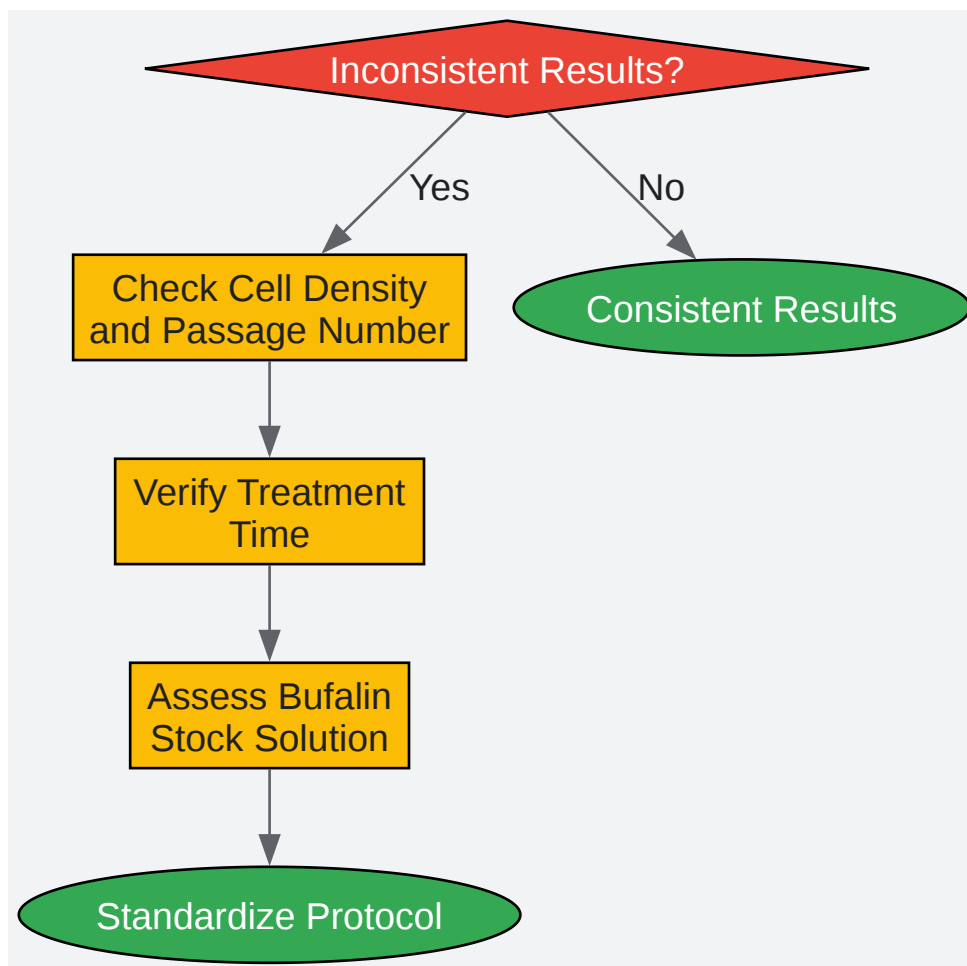 Inconsistent Results?
Yes
No
Check Cell Density
and Passage Number
Consistent Results
Verify Treatment
Time
Assess Bufalin
Stock Solution
Standardize Protocol